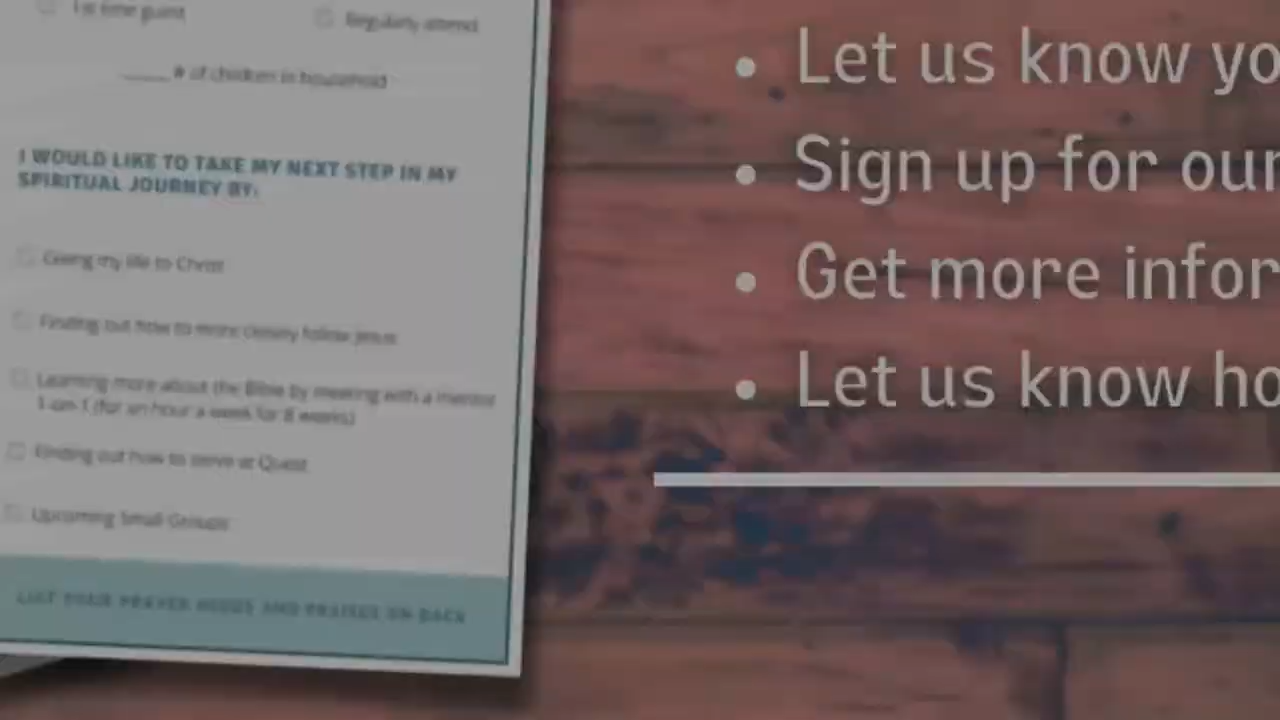 1st time guest
Regularly attend
# of children in household
I WOULD LIKE TO TAKE MY NEXT STEP IN MY
SPIRITUAL JOURNEY BY:
Giving my life to Christ
Finding out how to more closely follow Jesus
Learning more about the Bible by meeting with a mentor
1-on-1 (for an hour a week for 8 weeks)
Finding out how to serve at Quest
Upcoming Small Groups
LIST YOUR PRAYER NEEDS AND PRAISES ON BACK
• Let us know yo
• Sign up for our
• Get more infor
• Let us know ho